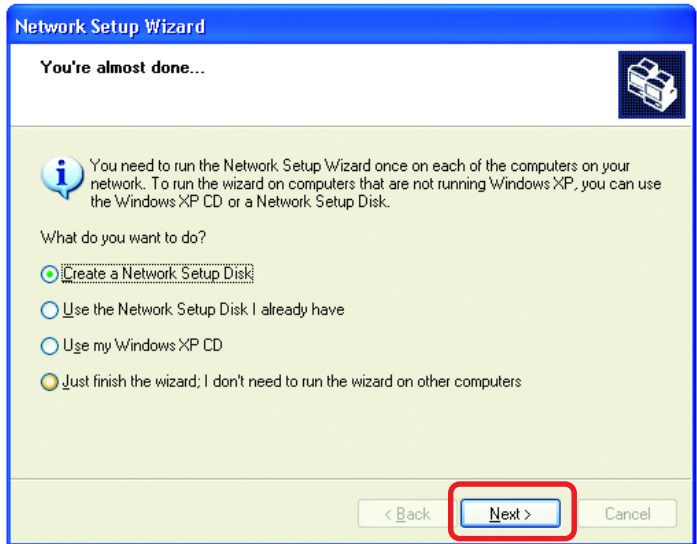 Network Setup Wizard
You're almost done...
You need to run the Network Setup Wizard once on each of the computers on your
network. To run the wizard on computers that are not running Windows XP, you can use
the Windows XP CD or a Network Setup Disk.
What do you want to do?
Create a Network Setup Disk
Use the Network Setup Disk I already have
Use my Windows XP CD
Just finish the wizard; I don't need to run the wizard on other computers
< Back Next > Cancel